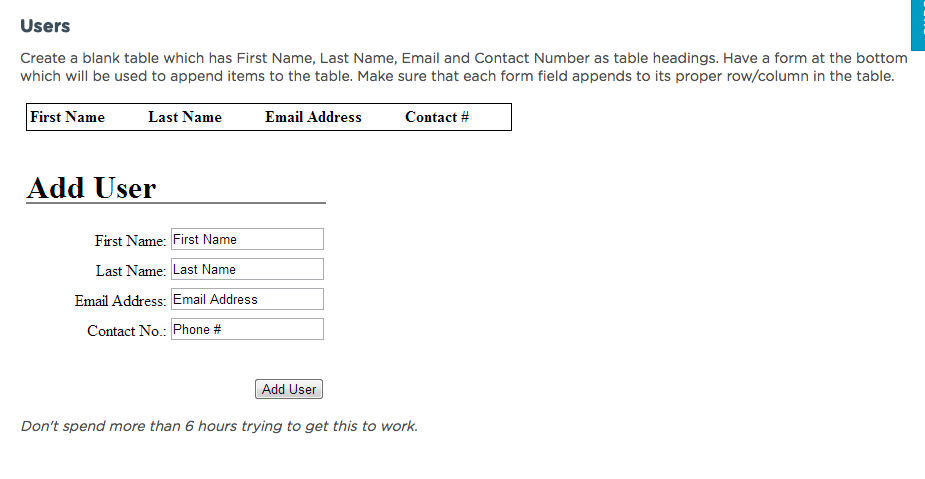 Users
Create a blank table which has First Name, Last Name, Email and Contact Number as table headings. Have a form at the bottom
which will be used to append items to the table. Make sure that each form field appends to its proper row/column in the table.
First Name Last Name Email Address Contact #
Add User
First Name: First Name
Last Name: Last Name
Email Address: Email Address
Contact No.: Phone #
Add User
Don't spend more than 6 hours trying to get this to work.